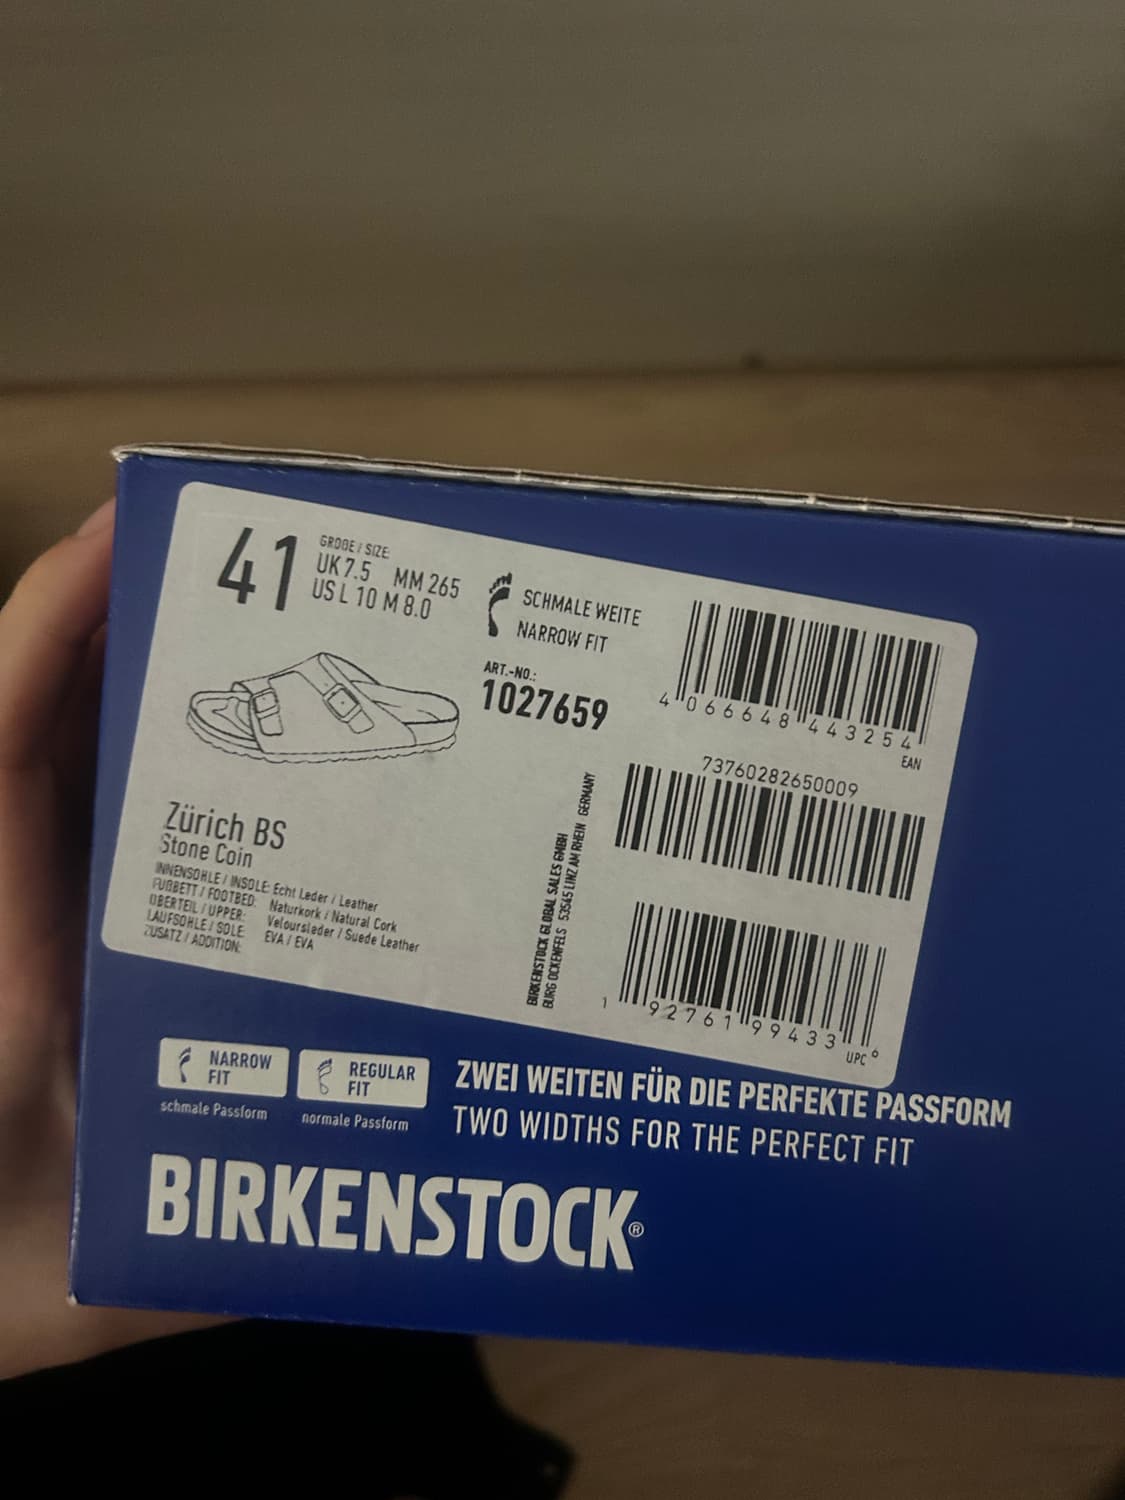 41
GRÖßE / SIZE:
UK 7.5 MM 265
US L 10 M 8.0
SCHMALE WEITE
NARROW FIT
ART.-NO.:
1027659
4 066648 443254
EAN
73760282650009
Zürich BS
Stone Coin
INNENSOHLE / INSOLE: Echt Leder / Leather
FUßBETT / FOOTBED: Naturkork / Natural Cork
OBERTEIL / UPPER: Veloursleder / Suede Leather
LAUFSOHLE / SOLE: EVA / EVA
ZUSATZ / ADDITION:
BIRKENSTOCK GLOBAL SALES GMBH
BURG OCKENFELS 53545 LINZ AM RHEIN GERMANY
1 92761 99433 6
UPC
NARROW
FIT
schmale Passform
REGULAR
FIT
normale Passform
ZWEI WEITEN FÜR DIE PERFEKTE PASSFORM
TWO WIDTHS FOR THE PERFECT FIT
BIRKENSTOCK®